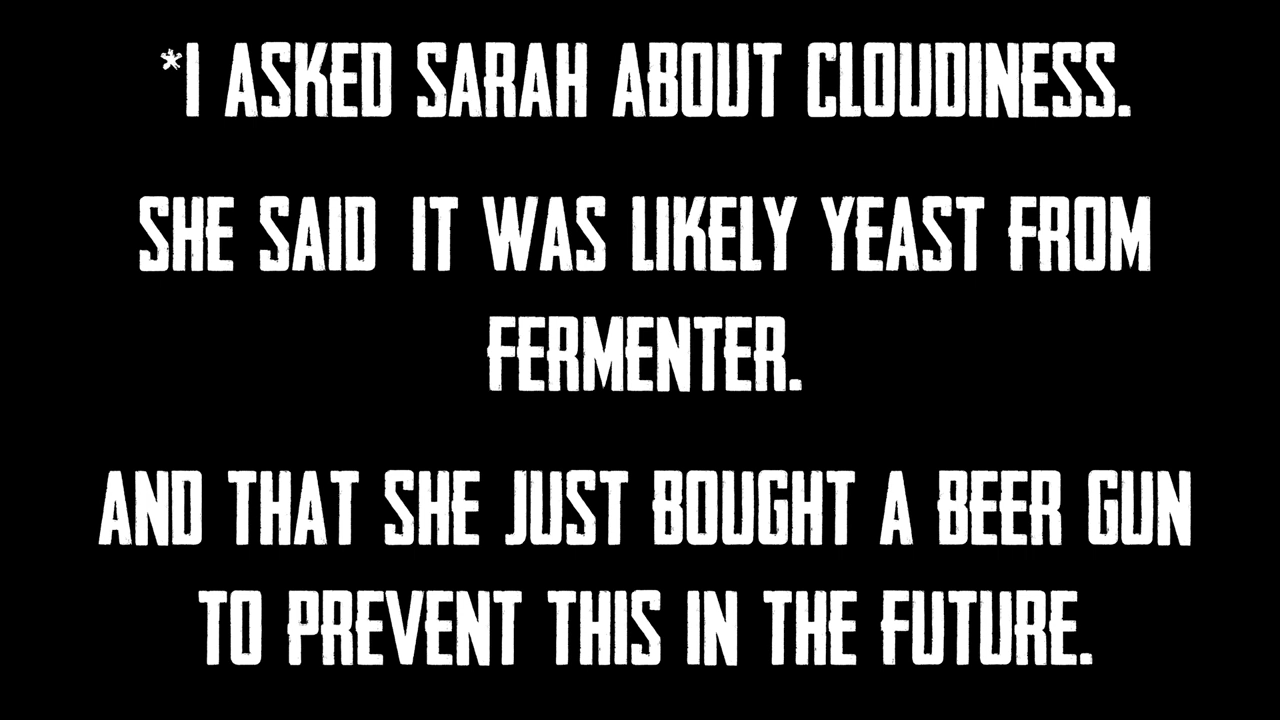 *I ASKED SARAH ABOUT CLOUDINESS.
SHE SAID IT WAS LIKELY YEAST FROM
FERMENTER.
AND THAT SHE JUST BOUGHT A BEER GUN
TO PREVENT THIS IN THE FUTURE.